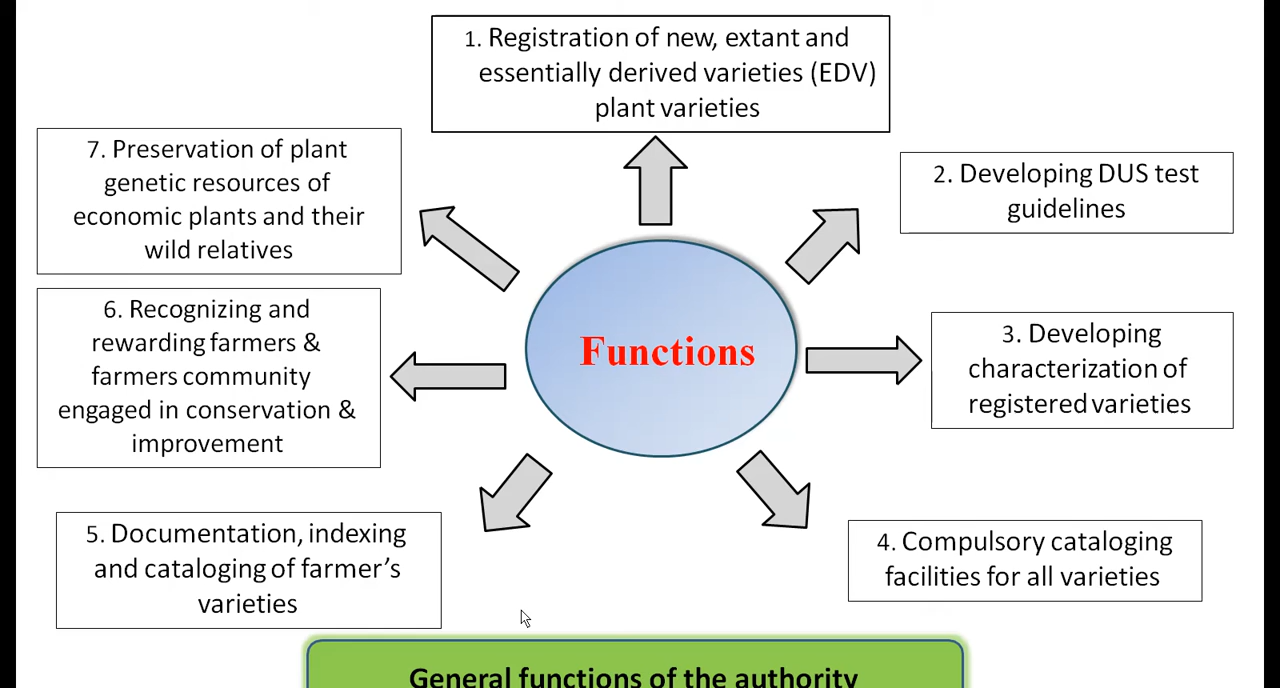 1. Registration of new, extant and
essentially derived varieties (EDV)
plant varieties
2. Developing DUS test
guidelines
3. Developing
characterization of
registered varieties
4. Compulsory cataloging
facilities for all varieties
5. Documentation, indexing
and cataloging of farmer’s
varieties
6. Recognizing and
rewarding farmers &
farmers community
engaged in conservation &
improvement
7. Preservation of plant
genetic resources of
economic plants and their
wild relatives
Functions
General functions of the authority